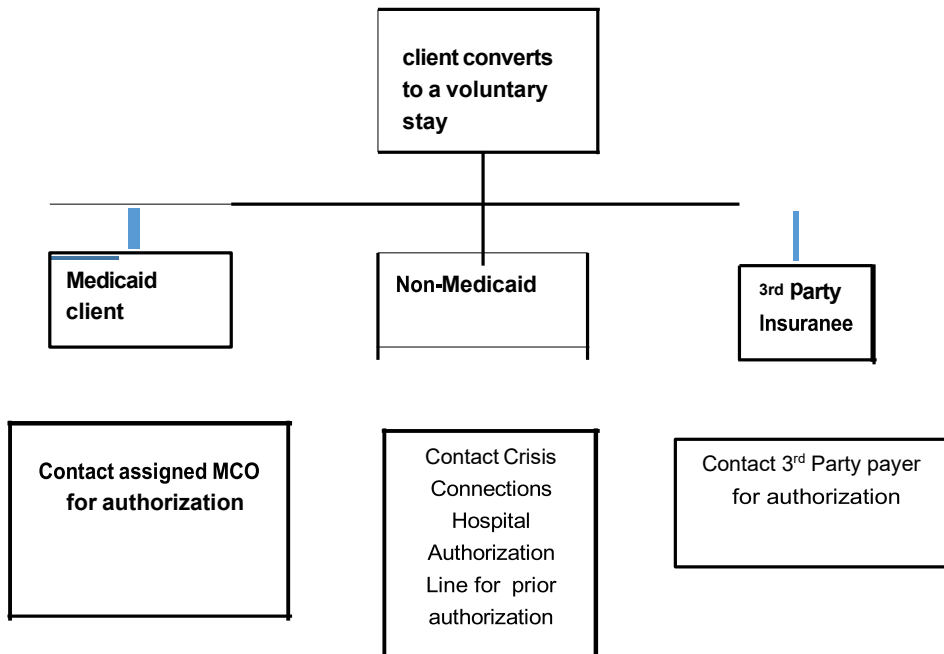 client converts
to a voluntary
stay
Medicaid
client
Non-Medicaid
3rd party
Insuranee
Contact assigned MCO
for authorization
Contact Crisis
Connections
Hospital
Authorization
Line for prior
authorization
Contact 3rd Party payer
for authorization